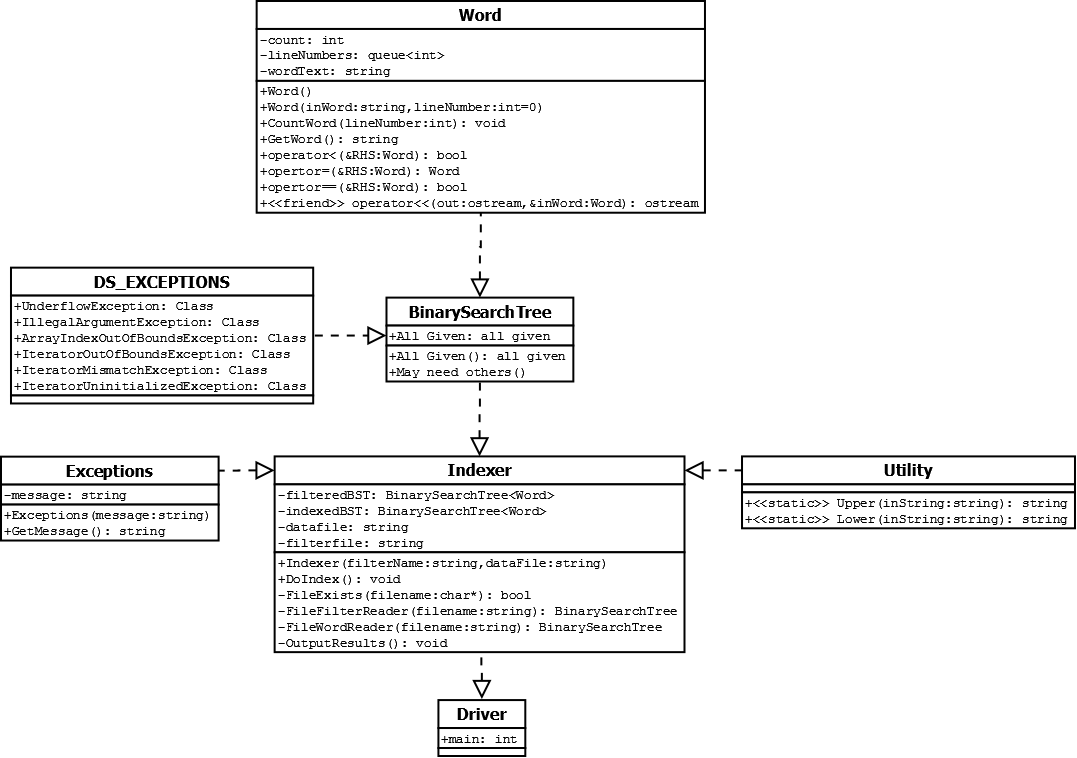 Word
-count: int
-lineNumbers: queue<int>
-wordText: string
+Word()
+Word(inWord:string,lineNumber:int=0)
+CountWord(lineNumber:int): void
+GetWord(): string
+operator<(&RHS:Word): bool
+opertor=(&RHS:Word): Word
+opertor==(&RHS:Word): bool
+<<friend>> operator<<(out:ostream,&inWord:Word): ostream
DS_EXCEPTIONS
+UnderflowException: Class
+IllegalArgumentException: Class
+ArrayIndexOutOfBoundsException: Class
+IteratorOutOfBoundsException: Class
+IteratorMismatchException: Class
+IteratorUninitializedException: Class
BinarySearchTree
+All Given: all given
+All Given(): all given
+May need others()
Exceptions
-message: string
+Exceptions(message:string)
+GetMessage(): string
Indexer
-filteredBST: BinarySearchTree<Word>
-indexedBST: BinarySearchTree<Word>
-datafile: string
-filterfile: string
+Indexer(filterName:string,dataFile:string)
+DoIndex(): void
-FileExists(filename:char*): bool
-FileFilterReader(filename:string): BinarySearchTree
-FileWordReader(filename:string): BinarySearchTree
-OutputResults(): void
Utility
+<<static>> Upper(inString:string): string
+<<static>> Lower(inString:string): string
Driver
+main: int